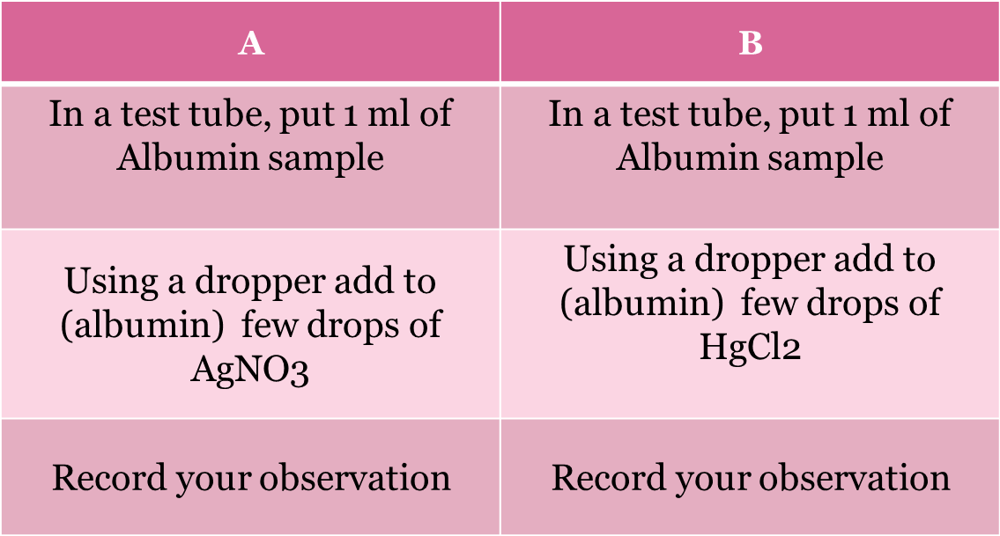 A
B
In a test tube, put 1 ml of
Albumin sample
In a test tube, put 1 ml of
Albumin sample
Using a dropper add to
(albumin)  few drops of
AgNO3
Using a dropper add to
(albumin)  few drops of
HgCl2
Record your observation
Record your observation